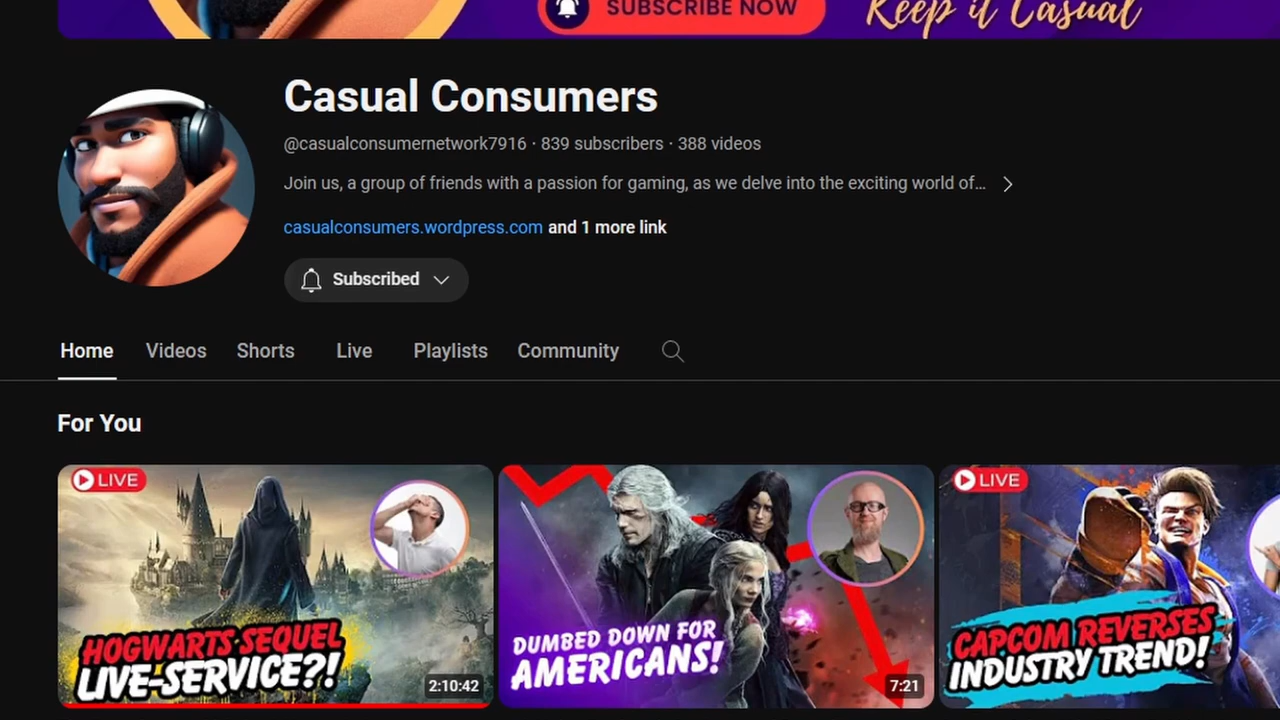 SUBSCRIBE NOW
Keep it Casual
Casual Consumers
@casualconsumernetwork7916 · 839 subscribers · 388 videos
Join us, a group of friends with a passion for gaming, as we delve into the exciting world of...
casualconsumers.wordpress.com and 1 more link
Subscribed
Home Videos Shorts Live Playlists Community
For You
LIVE
HOGWARTS SEQUEL
LIVE-SERVICE?!
2:10:42
DUMBED DOWN FOR
AMERICANS!
7:21
LIVE
CAPCOM REVERSES
INDUSTRY TREND!